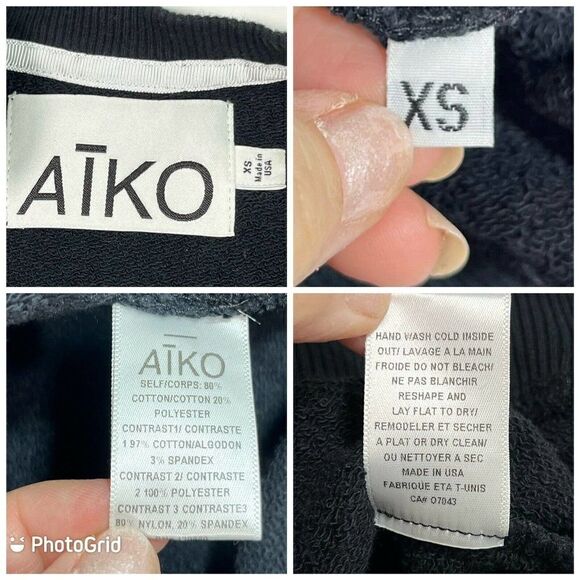 AĪKO
XS
Made in
USA
XS
AĪKO
SELF/CORPS: 80%
COTTON/COTTON 20%
POLYESTER
CONTRAST1/ CONTRASTE
1 97% COTTON/ALGODON
3% SPANDEX
CONTRAST 2/ CONTRASTE
2 100% POLYESTER
CONTRAST 3 CONTRASTE3
80% NYLON, 20% SPANDEX
HAND WASH COLD INSIDE
OUT/ LAVAGE A LA MAIN
FROIDE DO NOT BLEACH/
NE PAS BLANCHIR
RESHAPE AND
LAY FLAT TO DRY/
REMODELER ET SECHER
A PLAT OR DRY CLEAN/
OU NETTOYER A SEC
MADE IN USA
FABRIQUE ETA T-UNIS
CA# 07043
PhotoGrid